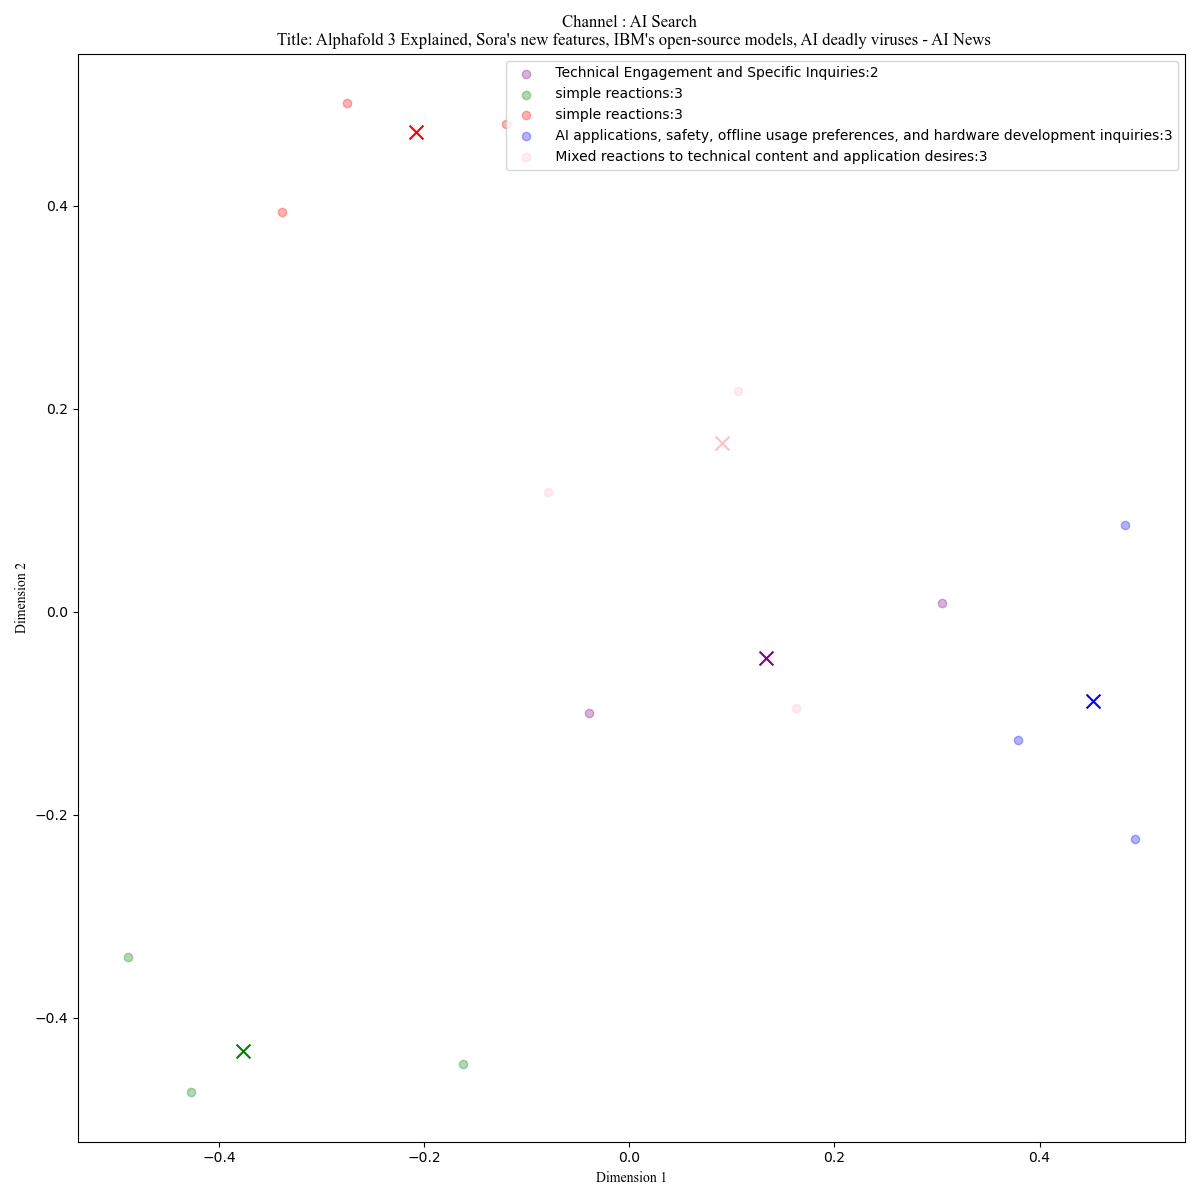 Channel : AI Search
Title: Alphafold 3 Explained, Sora's new features, IBM's open-source models, AI deadly viruses - AI News
Technical Engagement and Specific Inquiries:2
simple reactions:3
simple reactions:3
AI applications, safety, offline usage preferences, and hardware development inquiries:3
Mixed reactions to technical content and application desires:3
0.4
0.2
0.0
−0.2
−0.4
Dimension 2
−0.4
−0.2
0.0
0.2
0.4
Dimension 1